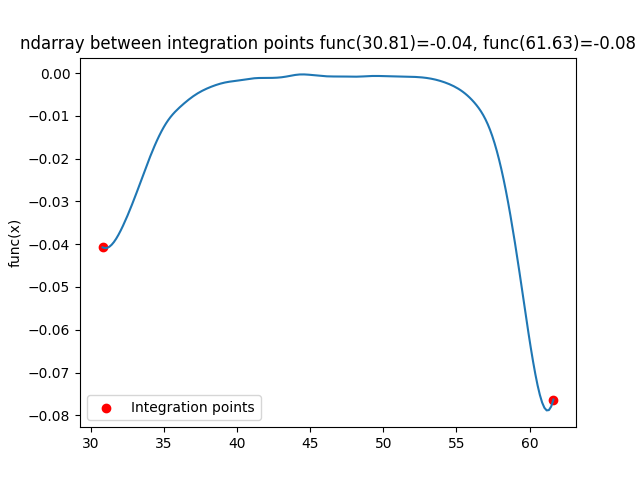 ndarray between integration points func(30.81)=-0.04, func(61.63)=-0.08
0.00
−0.01
−0.02
−0.03
−0.04
−0.05
−0.06
−0.07
−0.08
func(x)
Integration points
30 35 40 45 50 55 60